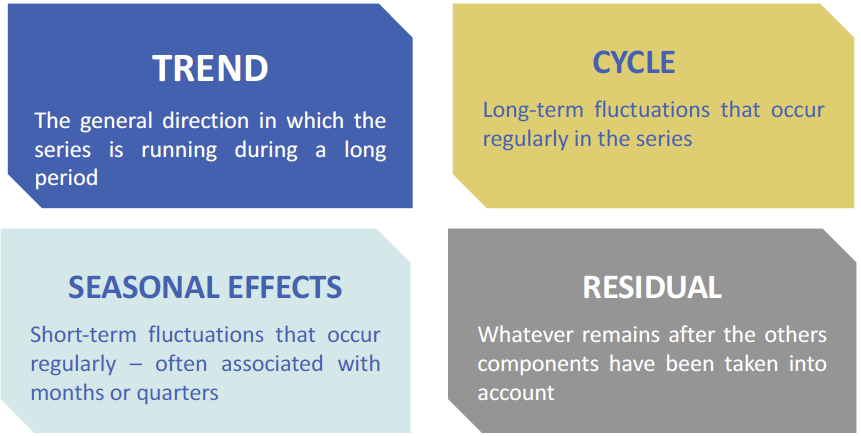 TREND
The general direction in which the
series is running during a long
period
CYCLE
Long-term fluctuations that occur
regularly in the series
SEASONAL EFFECTS
Short-term fluctuations that occur
regularly – often associated with
months or quarters
RESIDUAL
Whatever remains after the others
components have been taken into
account